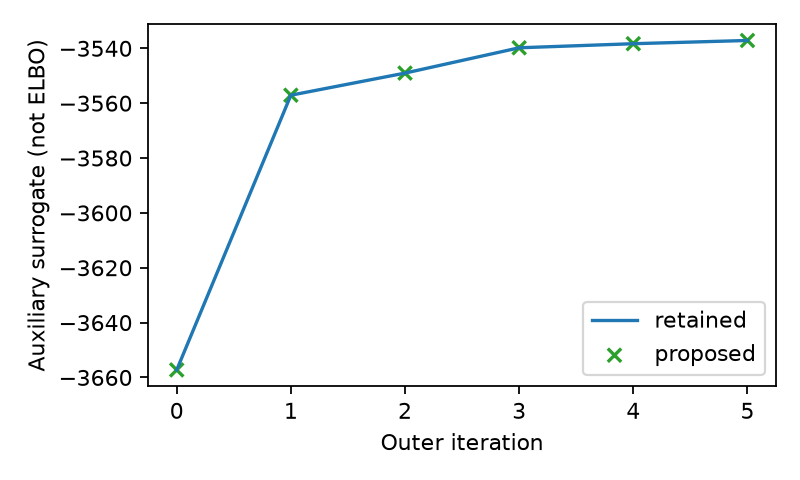 Auxiliary surrogate (not ELBO)
−3540
−3560
−3580
−3600
−3620
−3640
−3660
retained
proposed
0 1 2 3 4 5
Outer iteration